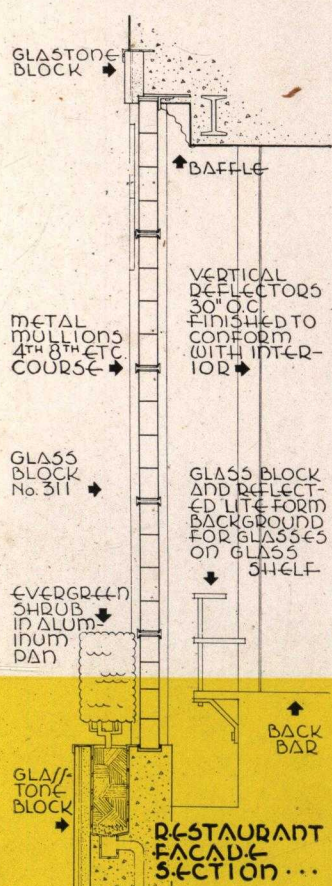 GLASTONE
BLOCK
BAFFLE
VERTICAL
REFLECTORS
30" O.C.
FINISHED TO
CONFORM
WITH INTER-
IOR
METAL
MULLIONS
4TH 8TH ETC
COURSE
GLASS
BLOCK
No. 311
GLASS BLOCK
AND REFLECT-
ED LITE FORM
BACKGROUND
FOR GLASSES
ON GLASS
SHELF
EVERGREEN
SHRUB
IN ALUM-
INUM
PAN
BACK
BAR
GLAS-
TONE
BLOCK
RESTAURANT
FACADE
SECTION...